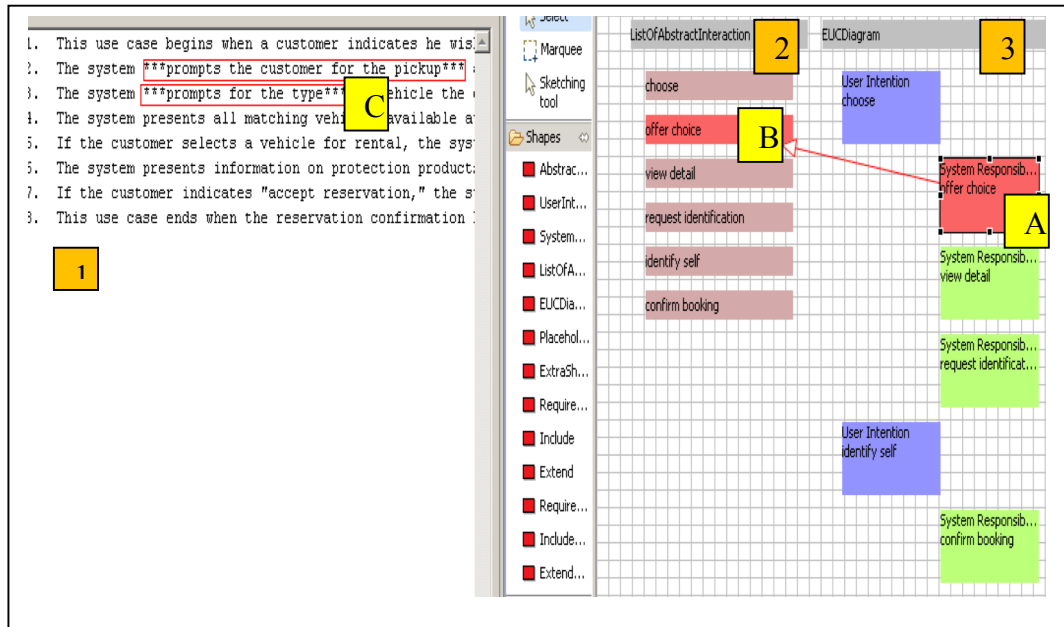 1. This use case begins when a customer indicates he
2. The system ***prompts the customer for the pickup***
3. The system ***prompts for the type*** the
C
4. The system presents all matching available
5. If the customer selects a vehicle for rental, the
6. The system presents information on protection
7. If the customer indicates "accept reservation," the
8. This use case ends when the reservation confirmation
1
Select
Marquee
Sketching
tool
Shapes
Abstrac...
UserInt...
System...
ListOfA...
EUCDia...
Placehol...
ExtraSh...
Require...
Include
Extend
Require...
Include...
Extend...
ListOfAbstractInteraction
2
choose
offer choice
B
view detail
request identification
identify self
confirm booking
EUCDiagram
3
User Intention
choose
System Responsib...
offer choice
A
System Responsib...
view detail
System Responsib...
request identificat...
User Intention
identify self
System Responsib...
confirm booking